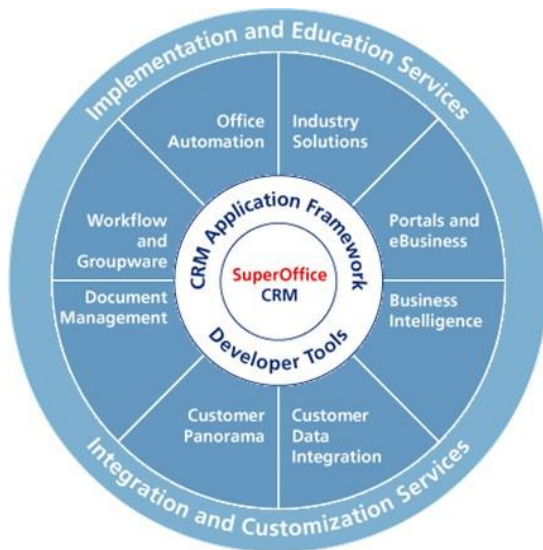 Implementation and Education Services
Office
Automation
Industry
Solutions
Workflow
and
Groupware
Portals and
eBusiness
CRM Application Framework
SuperOffice
CRM
Developer Tools
Document
Management
Business
Intelligence
Customer
Panorama
Customer
Data
Integration
Integration and Customization Services